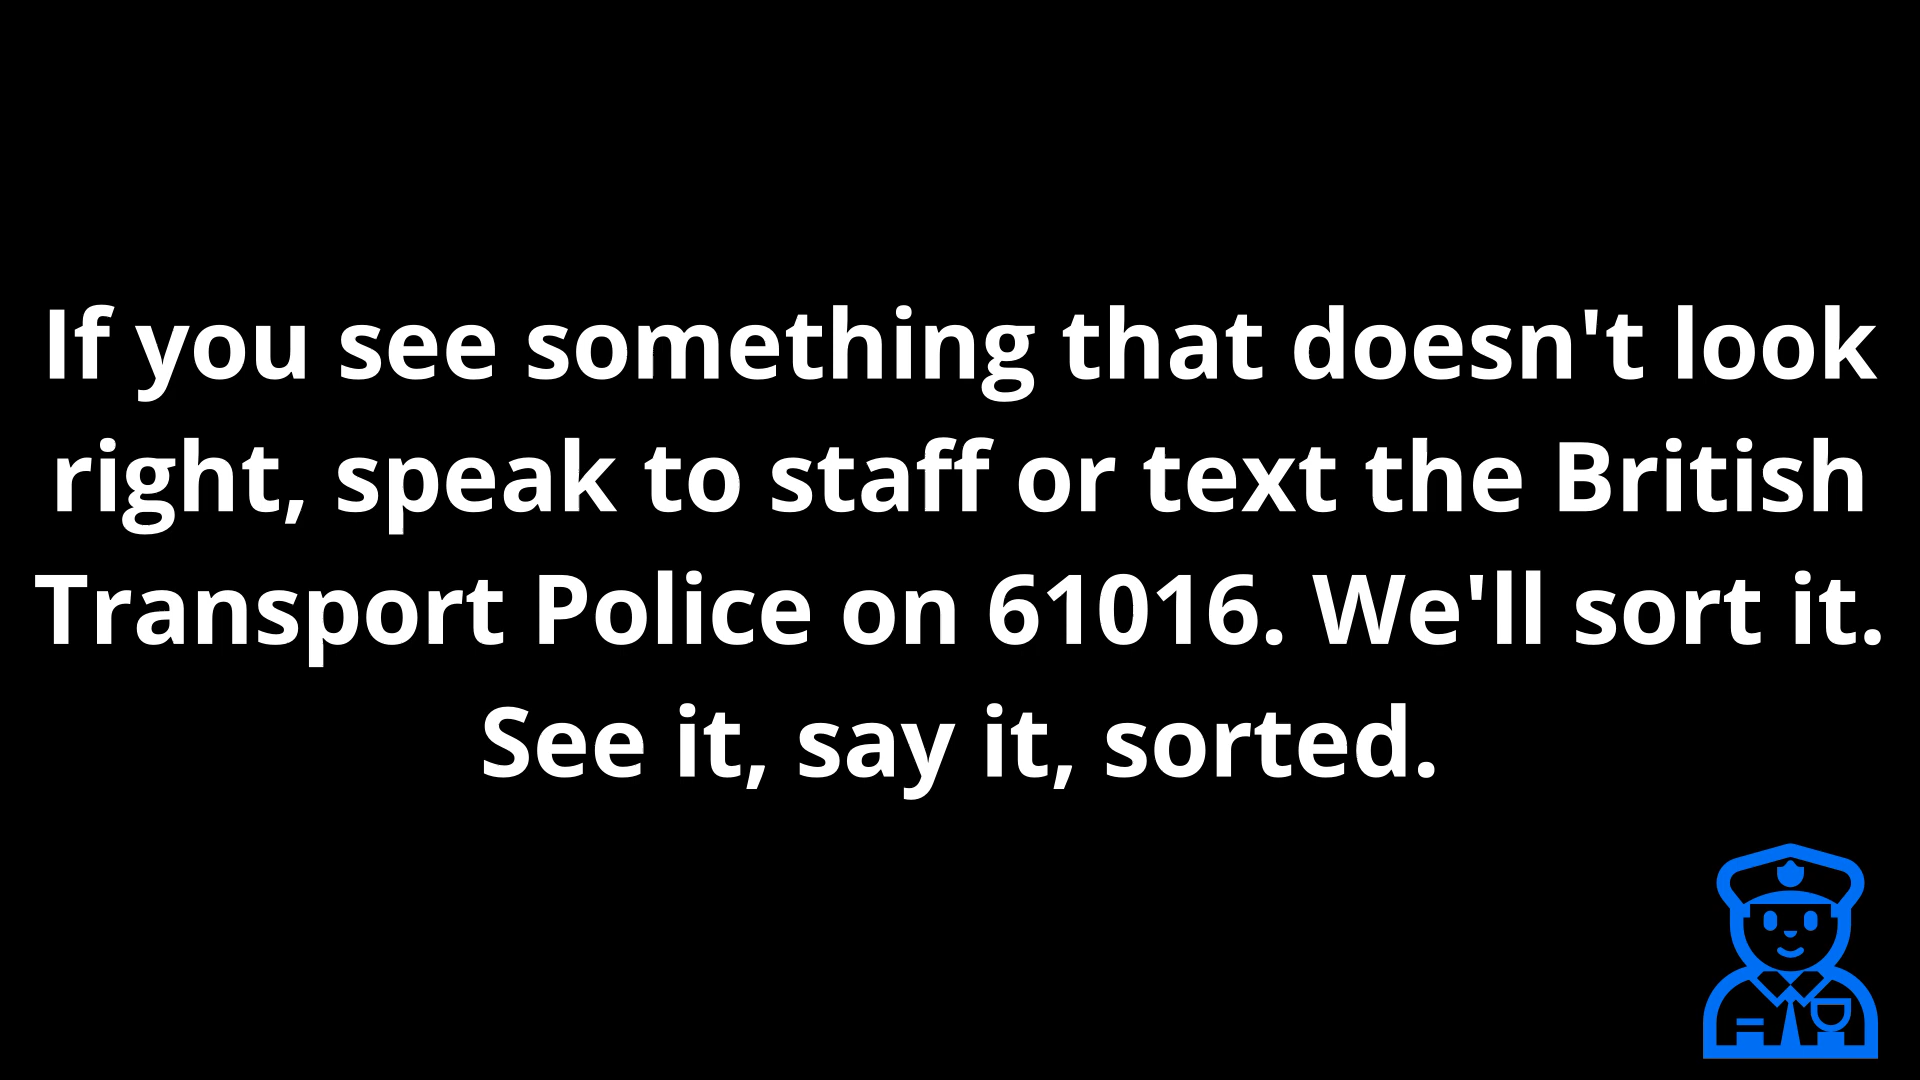 If you see something that doesn't look
right, speak to staff or text the British
Transport Police on 61016. We'll sort it.
See it, say it, sorted.